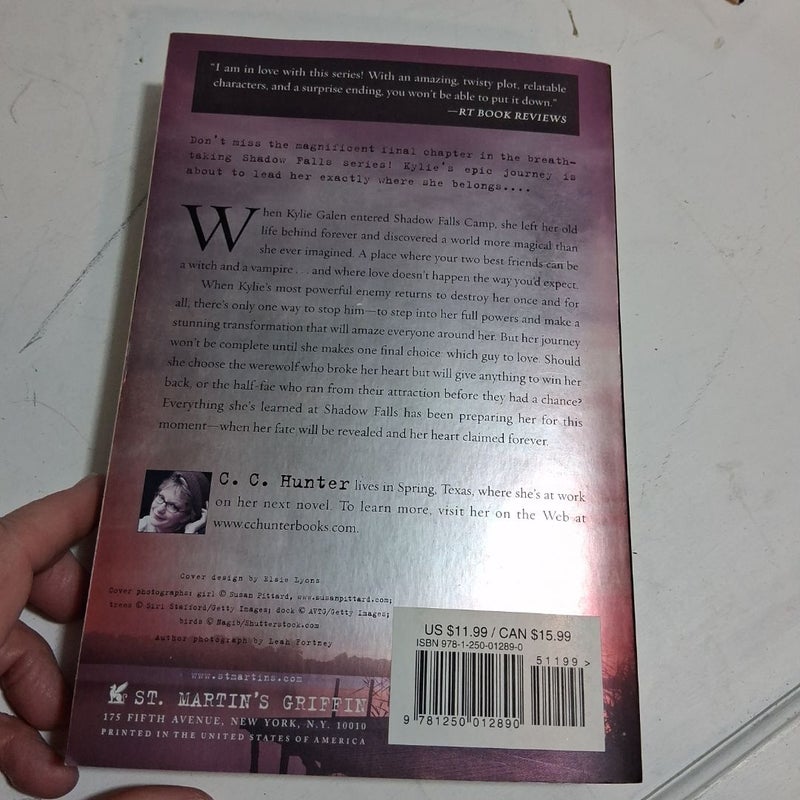 "I am in love with this series! With an amazing, twisty plot, relatable
characters, and a surprise ending, you won't be able to put it down."
—RT BOOK REVIEWS
Don't miss the magnificent final chapter in the breath-
taking Shadow Falls series! Kylie's epic journey is
about to lead her exactly where she belongs....
When Kylie Galen entered Shadow Falls Camp, she left her old
life behind forever and discovered a world more magical than
she ever imagined. A place where your two best friends can be
a witch and a vampire . . . and where love doesn't happen the way you'd expect.
When Kylie's most powerful enemy returns to destroy her once and for
all, there's only one way to stop him—to step into her full powers and make a
stunning transformation that will amaze everyone around her. But her journey
won't be complete until she makes one final choice: which guy to love. Should
she choose the werewolf who broke her heart but will give anything to win her
back, or the half-fae who ran from their attraction before they had a chance?
Everything she's learned at Shadow Falls has been preparing her for this
moment—when her fate will be revealed and her heart claimed forever.
C. C. Hunter lives in Spring, Texas, where she's at work
on her next novel. To learn more, visit her on the Web at
www.cchunterbooks.com.
Cover design by Elsie Lyons
Cover photographs: girl © Susan Pittard, www.susanpittard.com;
trees © Siri Stafford/Getty Images; dock © AVTG/Getty Images;
birds © Nagib/Shutterstock.com
Author photograph by Leah Fortney
www.stmartins.com
ST. MARTIN'S GRIFFIN
175 FIFTH AVENUE, NEW YORK, N.Y. 10010
PRINTED IN THE UNITED STATES OF AMERICA
US $11.99 / CAN $15.99
ISBN 978-1-250-01289-0
51199 >
9 781250 012890